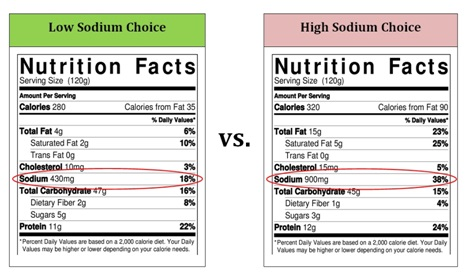 Low Sodium Choice
Nutrition Facts
Serving Size (120g)
Amount Per Serving
Calories 280 Calories from Fat 35
% Daily Values*
Total Fat 4g 6%
Saturated Fat 2g 10%
Trans Fat 0g
Cholesterol 10mg 3%
Sodium 430mg 18%
Total Carbohydrate 47g 16%
Dietary Fiber 2g 8%
Sugars 5g
Protein 11g 22%
*Percent Daily Values are based on a 2,000 calorie diet. Your Daily
Values may be higher or lower depending on your calorie needs.
vs.
High Sodium Choice
Nutrition Facts
Serving Size (120g)
Amount Per Serving
Calories 320 Calories from Fat 90
% Daily Values*
Total Fat 15g 23%
Saturated Fat 5g 25%
Trans Fat 0g
Cholesterol 15mg 5%
Sodium 900mg 38%
Total Carbohydrate 45g 15%
Dietary Fiber 1g 4%
Sugars 3g
Protein 12g 24%
*Percent Daily Values are based on a 2,000 calorie diet. Your Daily
Values may be higher or lower depending on your calorie needs.